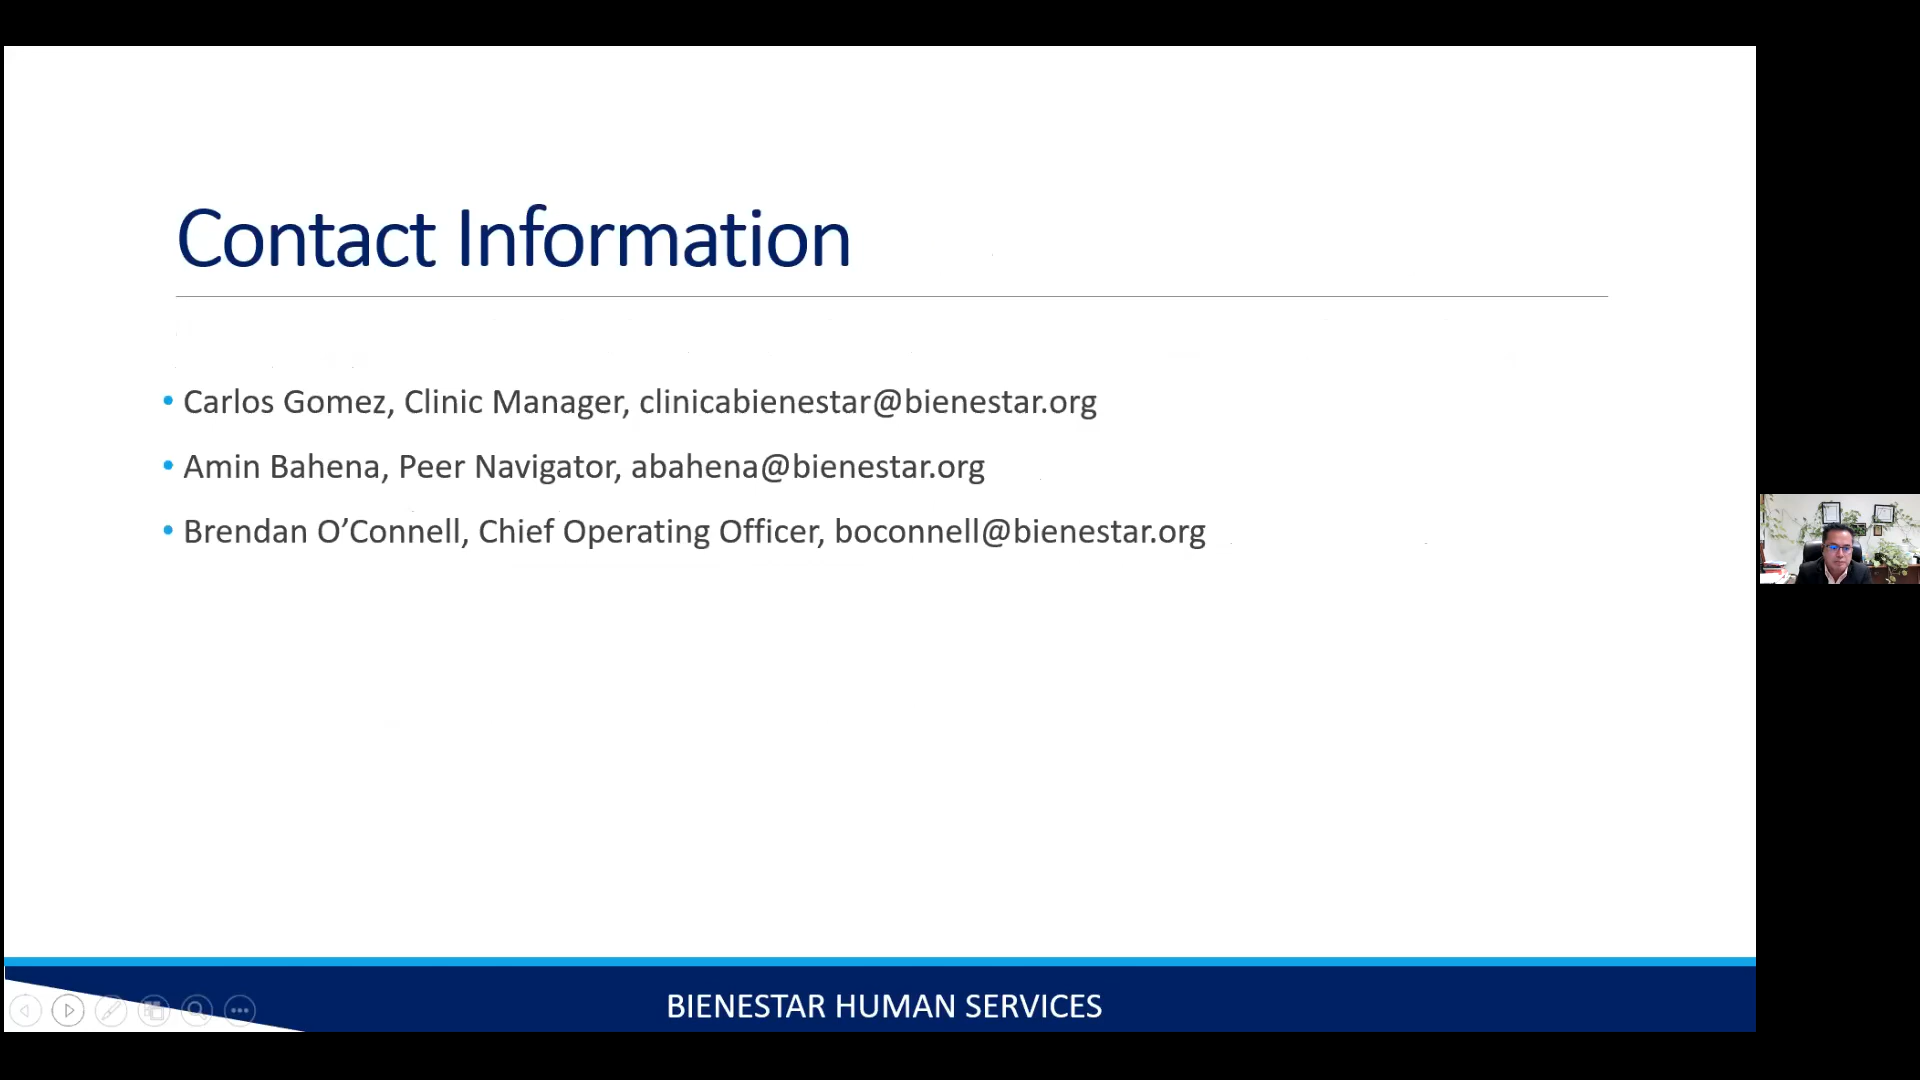 Contact Information
• Carlos Gomez, Clinic Manager, clinicabienestar@bienestar.org
• Amin Bahena, Peer Navigator, abahena@bienestar.org
• Brendan O’Connell, Chief Operating Officer, boconnell@bienestar.org
BIENESTAR HUMAN SERVICES